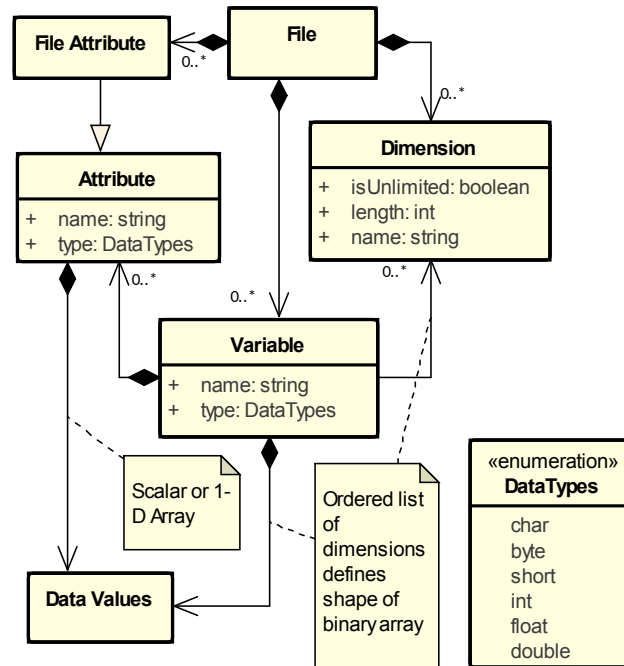 File Attribute
File
0..*
0..*
Dimension
+ isUnlimited: boolean
+ length: int
+ name: string
Attribute
+ name: string
+ type: DataTypes
0..*
0..*
0..*
Variable
+ name: string
+ type: DataTypes
Scalar or 1-
D Array
Ordered list
of
dimensions
defines
shape of
binary array
«enumeration»
DataTypes
char
byte
short
int
float
double
Data Values